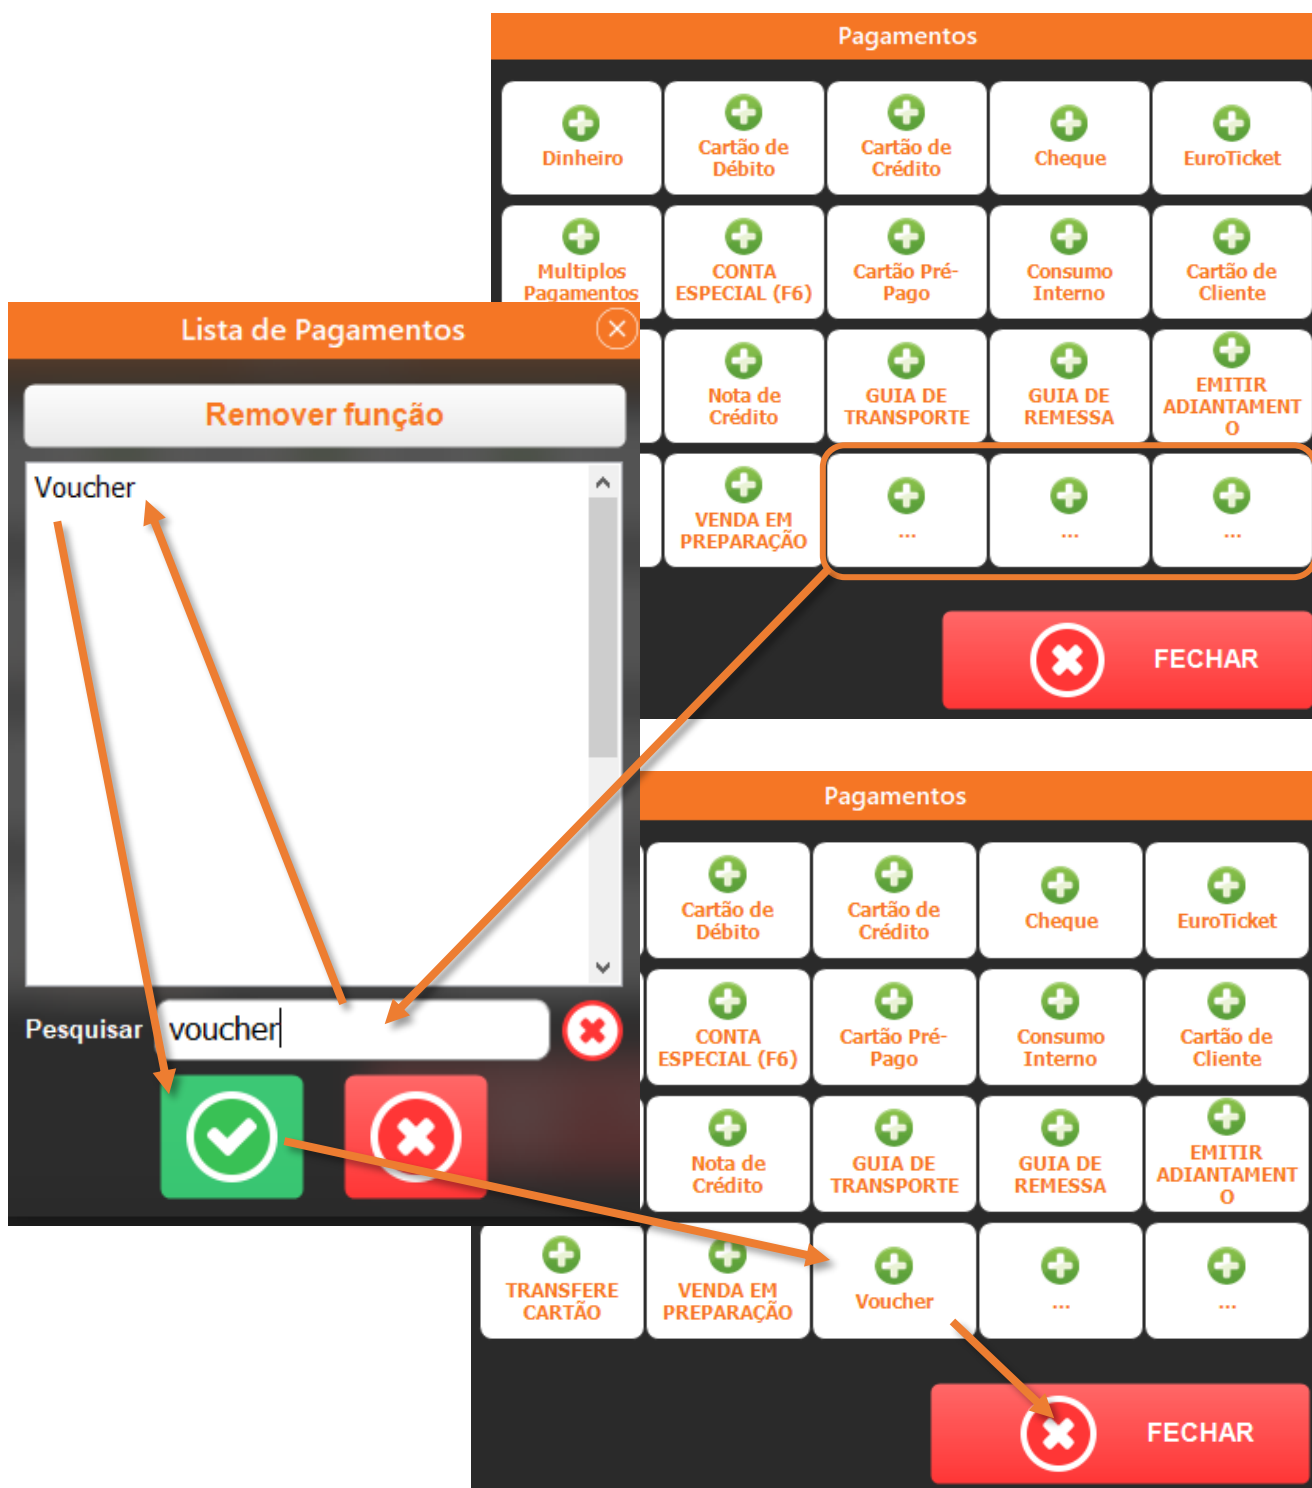 Pagamentos
Dinheiro
Cartão de
Débito
Cartão de
Crédito
Cheque
EuroTicket
Multiplos
Pagamentos
CONTA
ESPECIAL (F6)
Cartão Pré-
Pago
Consumo
Interno
Cartão de
Cliente
Nota de
Crédito
GUIA DE
TRANSPORTE
GUIA DE
REMESSA
EMITIR
ADIANTAMENT
O
VENDA EM
PREPARAÇÃO
...
...
...
FECHAR
Lista de Pagamentos
Remover função
Voucher
Pesquisar
voucher
Pagamentos
Cartão de
Débito
Cartão de
Crédito
Cheque
EuroTicket
CONTA
ESPECIAL (F6)
Cartão Pré-
Pago
Consumo
Interno
Cartão de
Cliente
Nota de
Crédito
GUIA DE
TRANSPORTE
GUIA DE
REMESSA
EMITIR
ADIANTAMENT
O
TRANSFERE
CARTÃO
VENDA EM
PREPARAÇÃO
Voucher
...
...
FECHAR